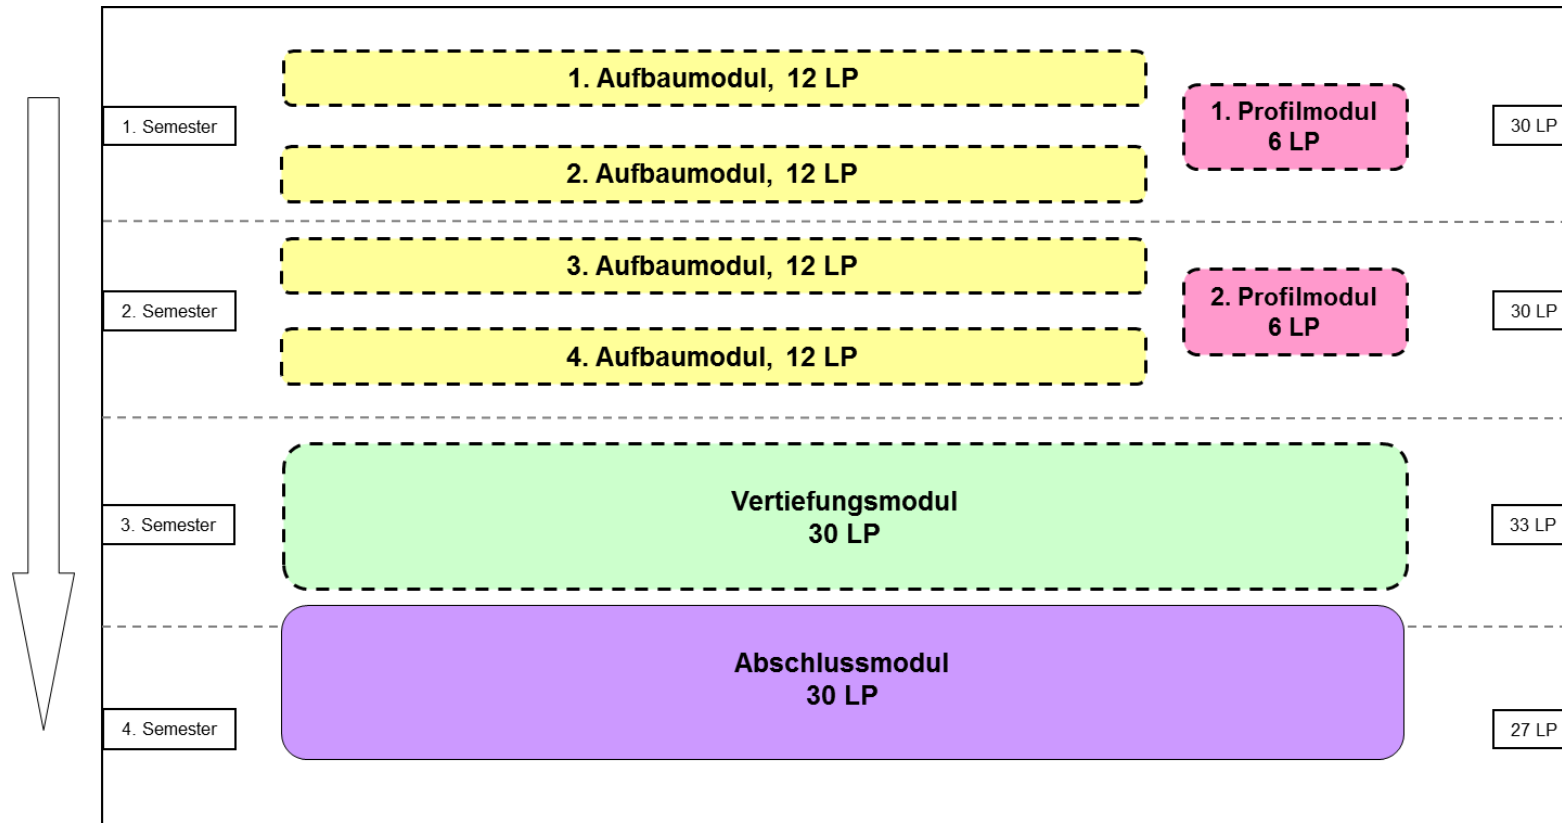 1. Aufbaumodul, 12 LP
1. Semester
1. Profilmodul
6 LP
30 LP
2. Aufbaumodul, 12 LP
3. Aufbaumodul, 12 LP
2. Semester
2. Profilmodul
6 LP
30 LP
4. Aufbaumodul, 12 LP
3. Semester
Vertiefungsmodul
30 LP
33 LP
Abschlussmodul
30 LP
4. Semester
27 LP